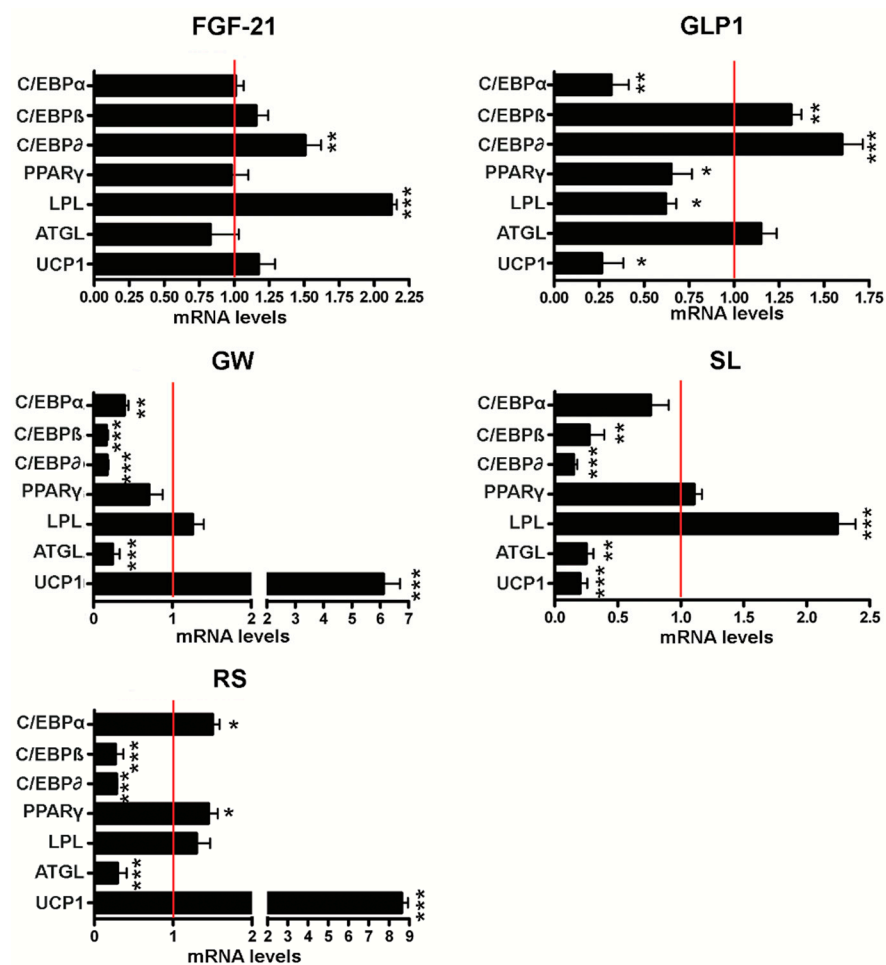 FGF-21
C/EBPα
C/EBPß
C/EBP∂ **
PPARγ
LPL ***
ATGL
UCP1
0.00 0.25 0.50 0.75 1.00 1.25 1.50 1.75 2.00 2.25
mRNA levels
GLP1
C/EBPα **
C/EBPß **
C/EBP∂ ***
PPARγ *
LPL *
ATGL
UCP1 *
0.00 0.25 0.50 0.75 1.00 1.25 1.50 1.75
mRNA levels
GW
C/EBPα **
C/EBPß ***
C/EBP∂ ***
PPARγ
LPL
ATGL ***
UCP1 ***
0 1 2 2 3 4 5 6 7
mRNA levels
SL
C/EBPα
C/EBPß **
C/EBP∂ ***
PPARγ
LPL ***
ATGL **
UCP1 ***
0.0 0.5 1.0 1.5 2.0 2.5
mRNA levels
RS
C/EBPα *
C/EBPß ***
C/EBP∂ ***
PPARγ *
LPL
ATGL ***
UCP1 ***
0 1 2 2 3 4 5 6 7 8 9
mRNA levels